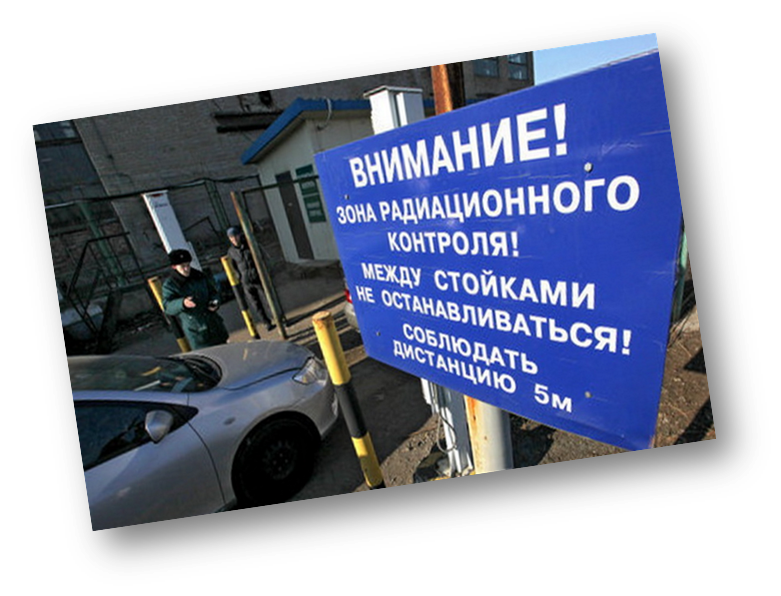 ВНИМАНИЕ!
ЗОНА РАДИАЦИОННОГО
КОНТРОЛЯ!
МЕЖДУ СТОЙКАМИ
НЕ ОСТАНАВЛИВАТЬСЯ!
СОБЛЮДАТЬ
ДИСТАНЦИЮ 5м